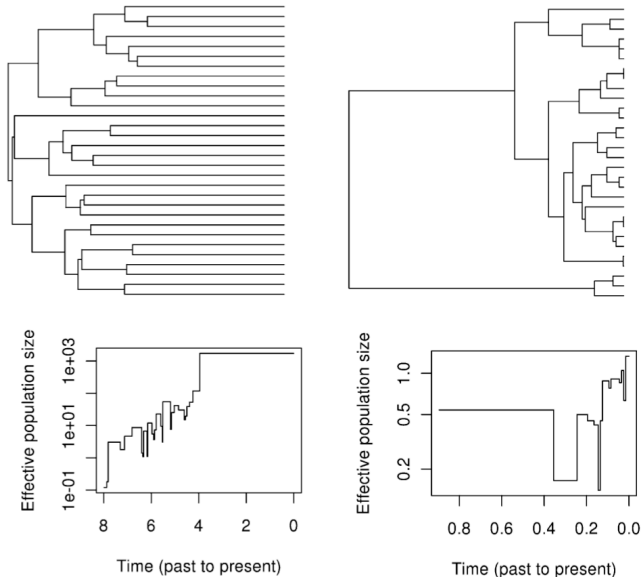 Effective population size
1e+03
1e+01
1e-01
8 6 4 2 0
Time (past to present)
Effective population size
1.0
0.5
0.2
0.8 0.6 0.4 0.2 0.0
Time (past to present)